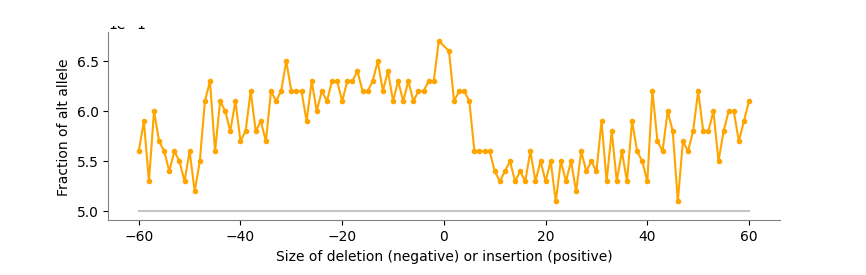 6.5
6.0
5.5
5.0
Fraction of alt allele
−60 −40 −20 0 20 40 60
Size of deletion (negative) or insertion (positive)